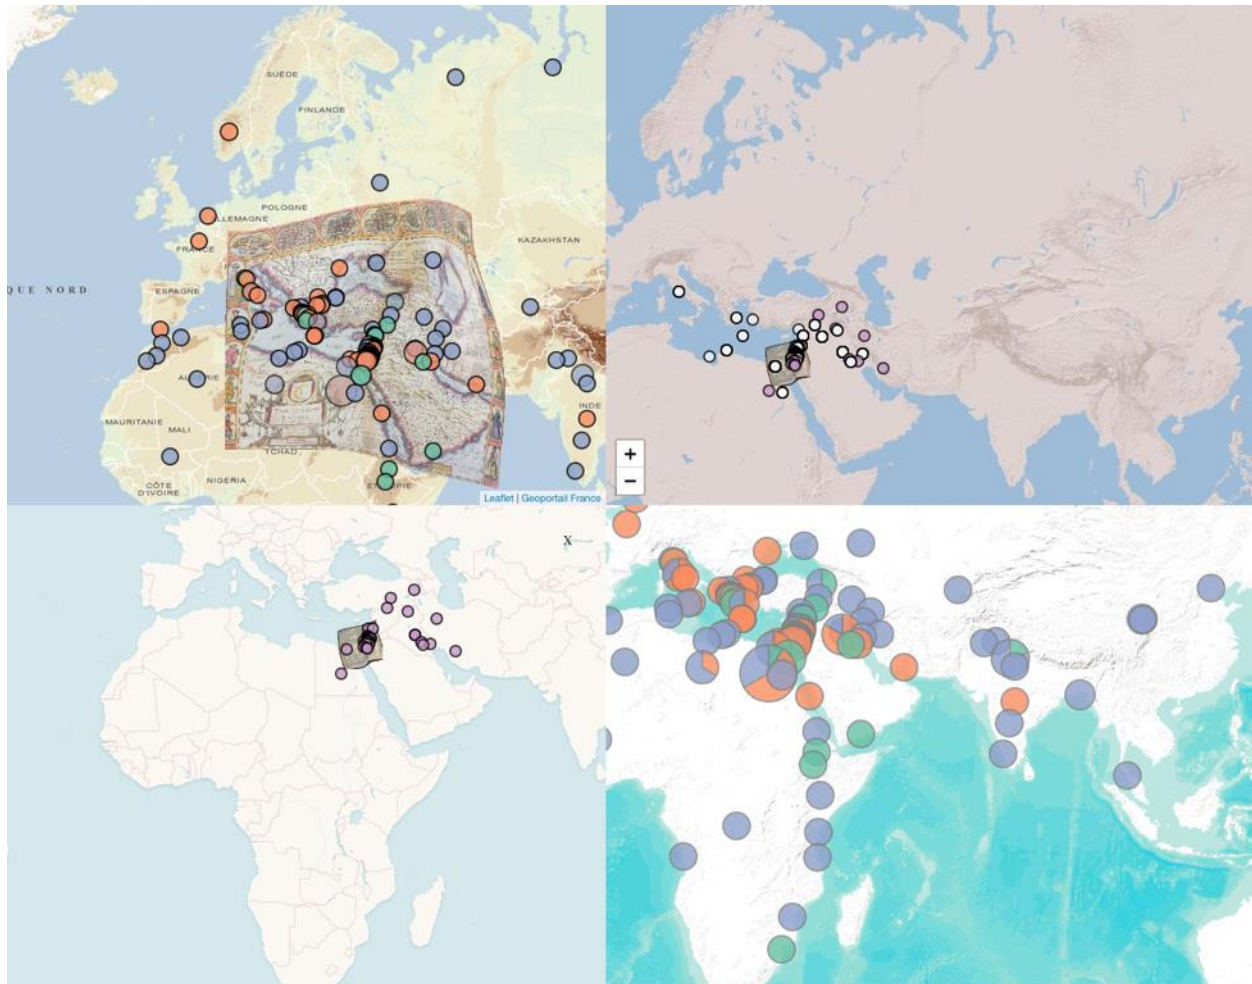 SUÈDE
FINLANDE
POLOGNE
ALLEMAGNE
FRANCE
KAZAKHSTAN
QUE NORD
ESPAGNE
ALGÉRIE
MAURITANIE
MALI
INDE
TCHAD
NIGERIA
CÔTE
D'IVOIRE
ÉTHIOPIE
Leaflet | Geoportail France
+
−
X